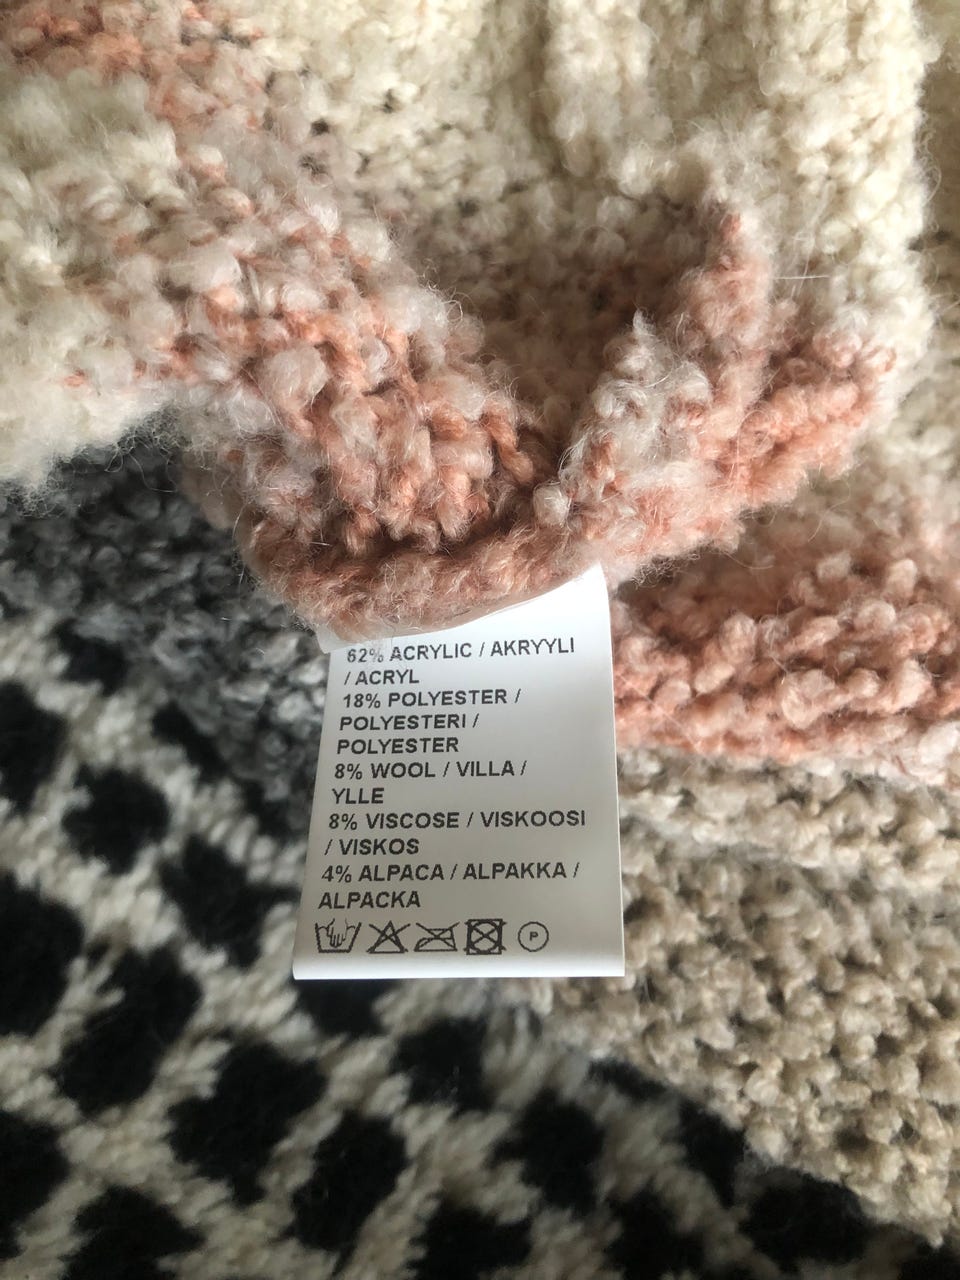 62% ACRYLIC / AKRYYLI
/ ACRYL
18% POLYESTER /
POLYESTERI /
POLYESTER
8% WOOL / VILLA /
YLLE
8% VISCOSE / VISKOOSI
/ VISKOS
4% ALPACA / ALPAKKA /
ALPACKA
P